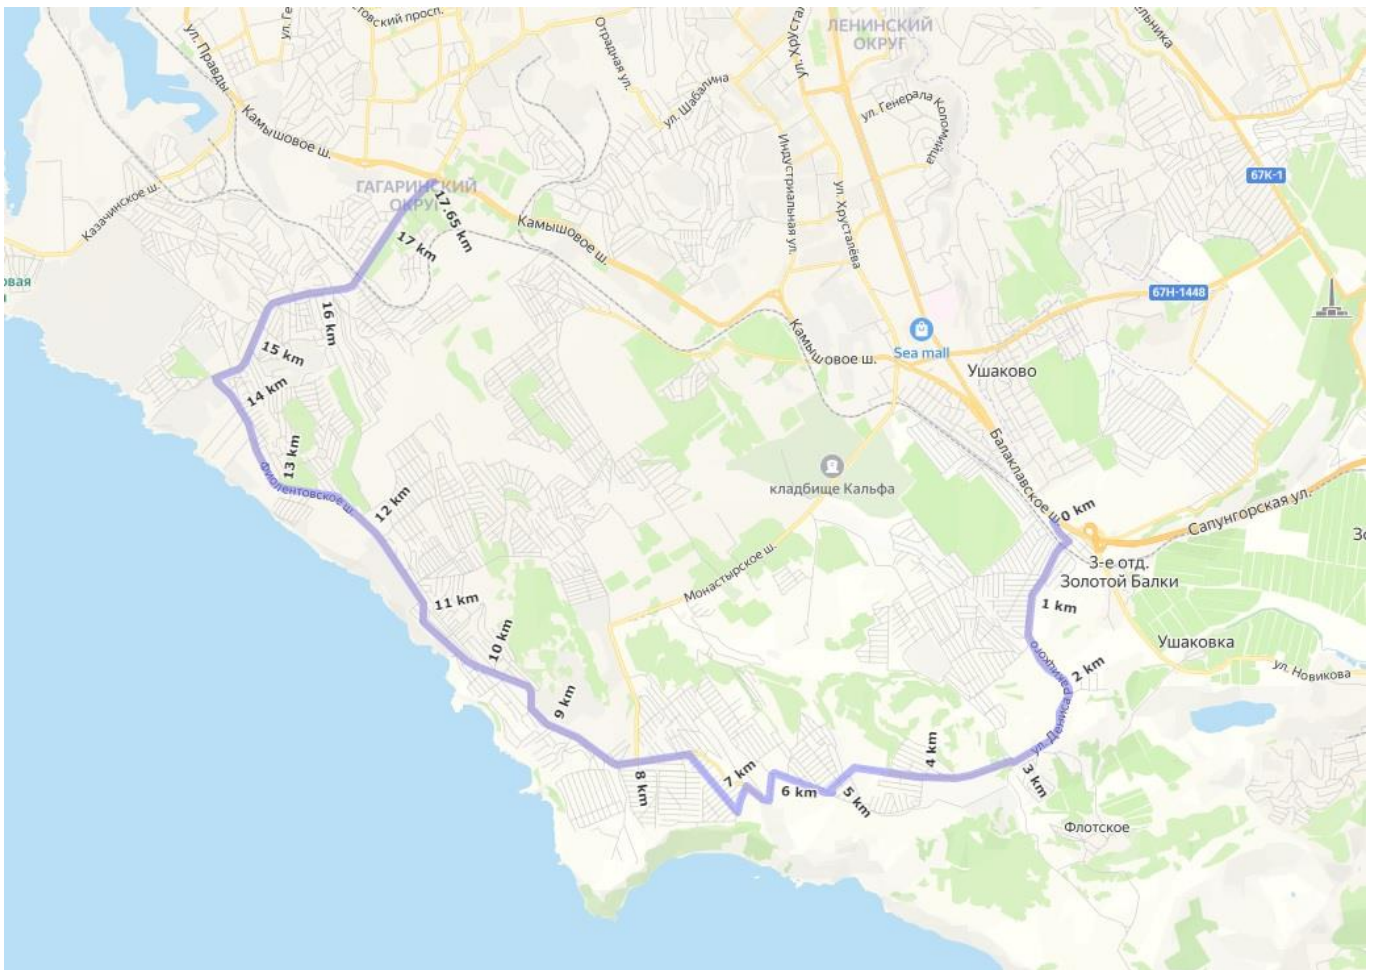 товский просп.
ул. Ге
ул. Правды
Отрадная ул.
ул. Шабалина
ул. Хруста
ЛЕНИНСКИЙ
ОКРУГ
ельника
ул. Генерала Коломийца
Камышовое ш.
Индустриальная ул.
ул. Хрусталёва
67К-1
ГАГАРИНСКИЙ
ОКРУГ
Казачинское ш.
17.65 km
17 km
Камышовое ш.
овая
67Н-1448
16 km
Sea mall
Камышовое ш.
15 km
Ушаково
14 km
13 km
Фиолентовское ш.
12 km
кладбище Кальфа
Балаклавское ш.
0 km
Сапунгорская ул.
Зо
3-е отд.
Золотой Балки
Монастырское ш.
11 km
1 km
10 km
Ушаковка
2 km
ул. Новикова
9 km
ул. Дениса Ракицкого
4 km
3 km
8 km
7 km
6 km
5 km
Флотское